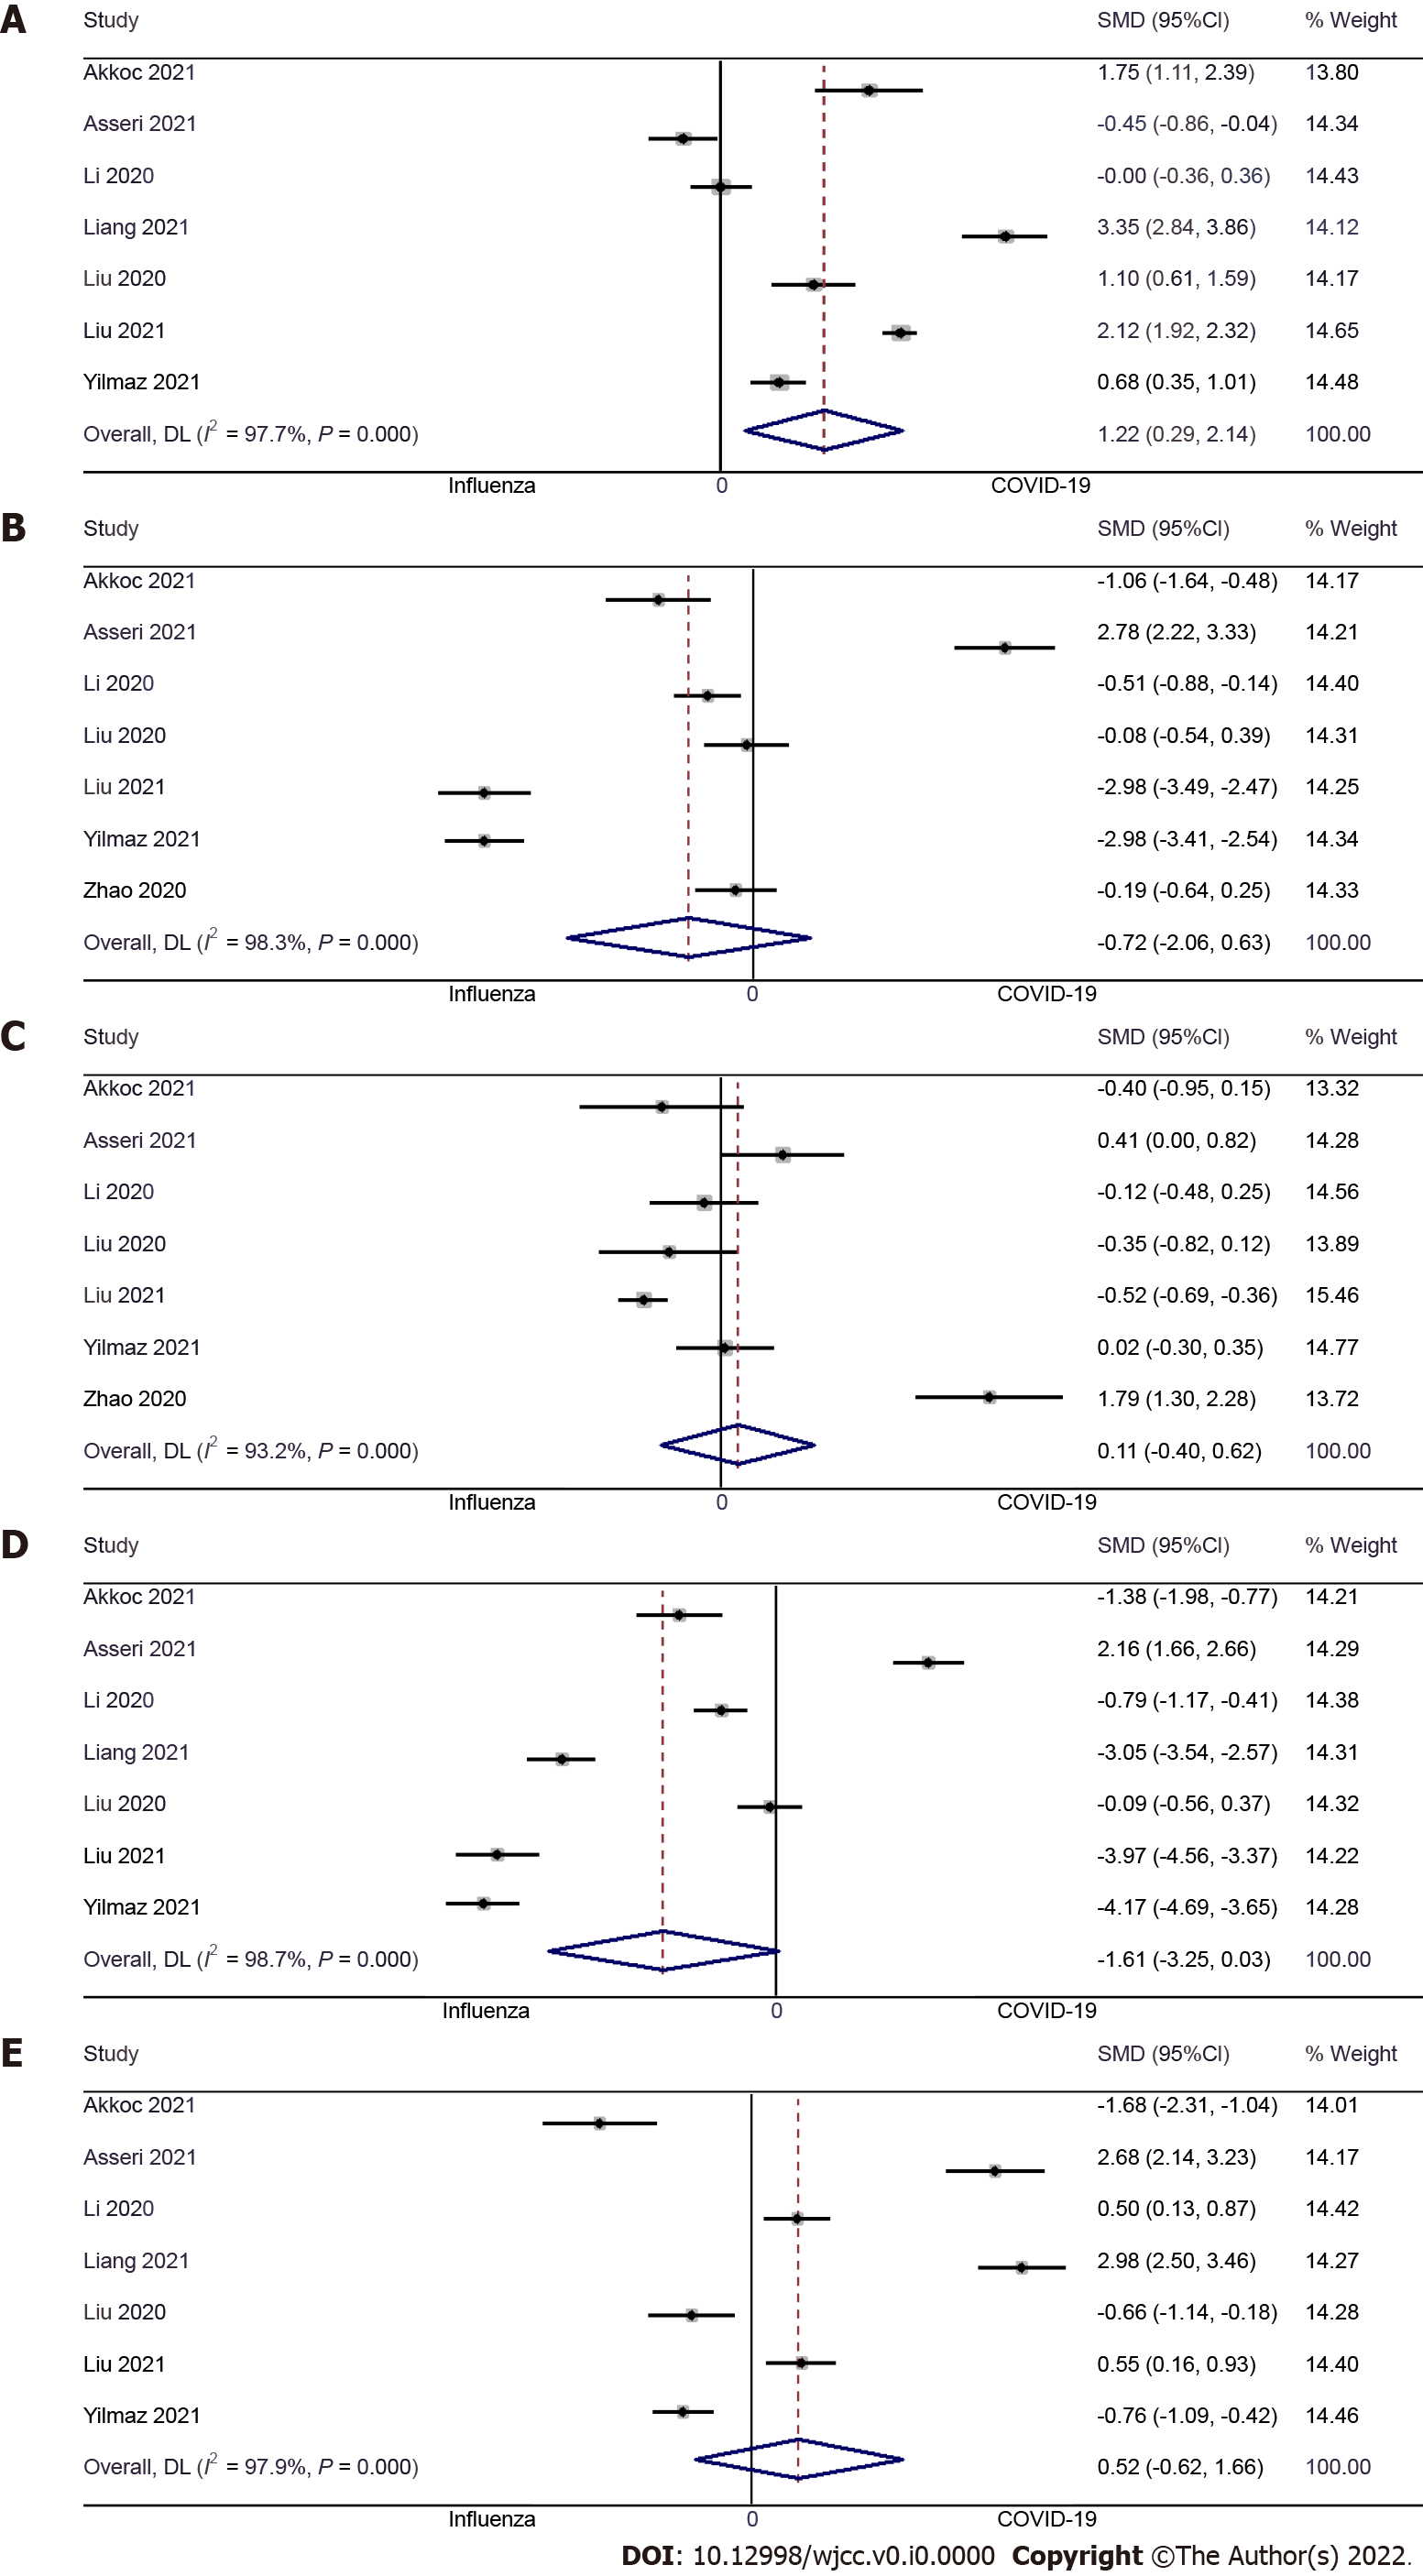 A Study SMD (95%CI) % Weight
Akkoc 2021 1.75 (1.11, 2.39) 13.80
Asseri 2021 -0.45 (-0.86, -0.04) 14.34
Li 2020 -0.00 (-0.36, 0.36) 14.43
Liang 2021 3.35 (2.84, 3.86) 14.12
Liu 2020 1.10 (0.61, 1.59) 14.17
Liu 2021 2.12 (1.92, 2.32) 14.65
Yilmaz 2021 0.68 (0.35, 1.01) 14.48
Overall, DL (I² = 97.7%, P = 0.000) 1.22 (0.29, 2.14) 100.00
Influenza 0 COVID-19
B Study SMD (95%CI) % Weight
Akkoc 2021 -1.06 (-1.64, -0.48) 14.17
Asseri 2021 2.78 (2.22, 3.33) 14.21
Li 2020 -0.51 (-0.88, -0.14) 14.40
Liu 2020 -0.08 (-0.54, 0.39) 14.31
Liu 2021 -2.98 (-3.49, -2.47) 14.25
Yilmaz 2021 -2.98 (-3.41, -2.54) 14.34
Zhao 2020 -0.19 (-0.64, 0.25) 14.33
Overall, DL (I² = 98.3%, P = 0.000) -0.72 (-2.06, 0.63) 100.00
Influenza 0 COVID-19
C Study SMD (95%CI) % Weight
Akkoc 2021 -0.40 (-0.95, 0.15) 13.32
Asseri 2021 0.41 (0.00, 0.82) 14.28
Li 2020 -0.12 (-0.48, 0.25) 14.56
Liu 2020 -0.35 (-0.82, 0.12) 13.89
Liu 2021 -0.52 (-0.69, -0.36) 15.46
Yilmaz 2021 0.02 (-0.30, 0.35) 14.77
Zhao 2020 1.79 (1.30, 2.28) 13.72
Overall, DL (I² = 93.2%, P = 0.000) 0.11 (-0.40, 0.62) 100.00
Influenza 0 COVID-19
D Study SMD (95%CI) % Weight
Akkoc 2021 -1.38 (-1.98, -0.77) 14.21
Asseri 2021 2.16 (1.66, 2.66) 14.29
Li 2020 -0.79 (-1.17, -0.41) 14.38
Liang 2021 -3.05 (-3.54, -2.57) 14.31
Liu 2020 -0.09 (-0.56, 0.37) 14.32
Liu 2021 -3.97 (-4.56, -3.37) 14.22
Yilmaz 2021 -4.17 (-4.69, -3.65) 14.28
Overall, DL (I² = 98.7%, P = 0.000) -1.61 (-3.25, 0.03) 100.00
Influenza 0 COVID-19
E Study SMD (95%CI) % Weight
Akkoc 2021 -1.68 (-2.31, -1.04) 14.01
Asseri 2021 2.68 (2.14, 3.23) 14.17
Li 2020 0.50 (0.13, 0.87) 14.42
Liang 2021 2.98 (2.50, 3.46) 14.27
Liu 2020 -0.66 (-1.14, -0.18) 14.28
Liu 2021 0.55 (0.16, 0.93) 14.40
Yilmaz 2021 -0.76 (-1.09, -0.42) 14.46
Overall, DL (I² = 97.9%, P = 0.000) 0.52 (-0.62, 1.66) 100.00
Influenza 0 COVID-19
DOI: 10.12998/wjcc.v0.i0.0000 Copyright ©The Author(s) 2022.